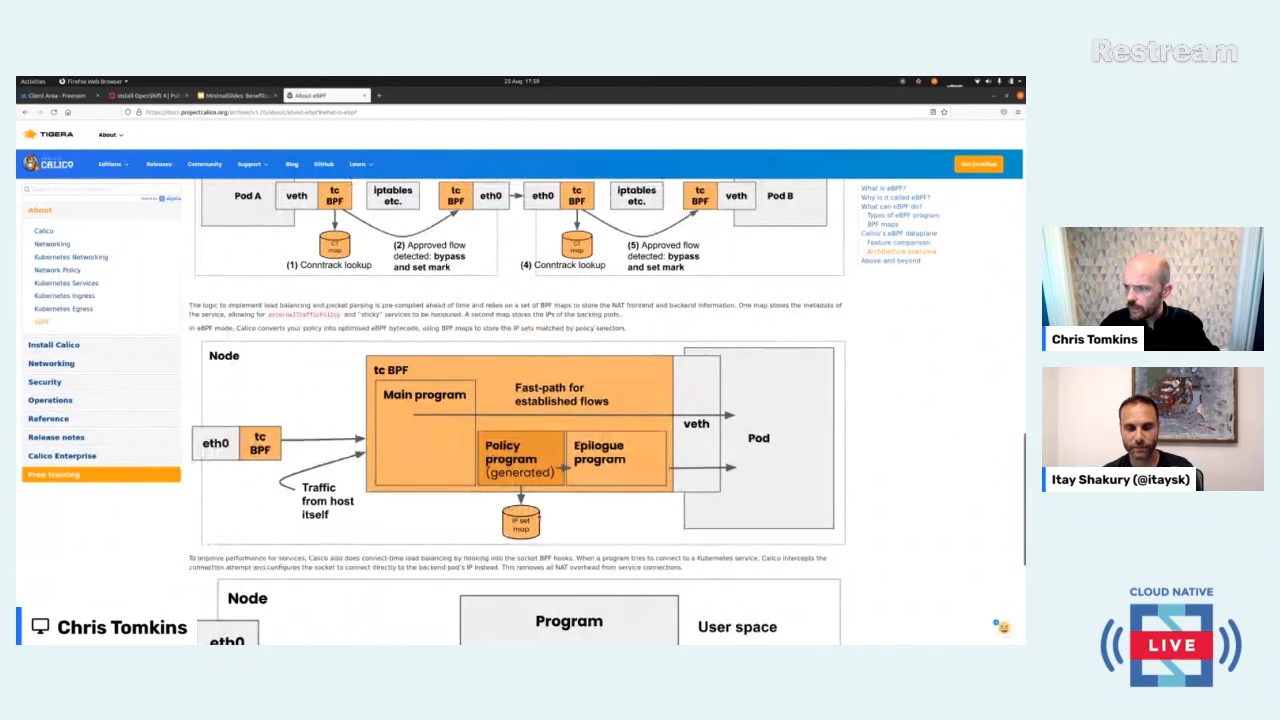 Restream
Activities
Firefox Web Browser
25 Aug 17:59
Client Area - Freenom
Install OpenShift 4 | Pul
MinimalSlides: Benefits
About eBPF
TIGERA
About
CALICO
Editions
Releases
Community
Support
Blog
GitHub
Learn
Get Certified
About
Calico
Networking
Kubernetes Networking
Network Policy
Kubernetes Services
Kubernetes Ingress
Kubernetes Egress
eBPF
Install Calico
Networking
Security
Operations
Reference
Release notes
Calico Enterprise
Free training
Pod A
veth
tc
BPF
iptables
etc.
tc
BPF
eth0
eth0
tc
BPF
iptables
etc.
tc
BPF
veth
Pod B
CT
map
(1) Conntrack lookup
(2) Approved flow
detected: bypass
and set mark
CT
map
(4) Conntrack lookup
(5) Approved flow
detected: bypass
and set mark
The logic to implement load balancing and packet parsing is pre-compiled ahead of time and relies on a set of BPF maps to store the NAT frontend and backend information. One map stores the metadata of
the service, allowing for externalTrafficPolicy and "sticky" services to be honoured. A second map stores the IPs of the backing pods.
In eBPF mode, Calico converts your policy into optimised eBPF bytecode, using BPF maps to store the IP sets matched by policy selectors.
Node
tc BPF
Main program
Fast-path for
established flows
eth0
tc
BPF
Policy
program
(generated)
Epilogue
program
veth
Pod
Traffic
from host
itself
IP set
map
To improve performance for services, Calico also does connect-time load balancing by hooking into the socket BPF hooks. When a program tries to connect to a Kubernetes service, Calico intercepts the
connection attempt and configures the socket to connect directly to the backend pod's IP instead. This removes all NAT overhead from service connections.
Node
eth0
Program
User space
What is eBPF?
Why is it called eBPF?
What can eBPF do?
Types of eBPF program
BPF maps
Calico's eBPF dataplane
Feature comparison
Architecture overview
Above and beyond
Chris Tomkins
Chris Tomkins
Itay Shakury (@itaysk)
CLOUD NATIVE
LIVE